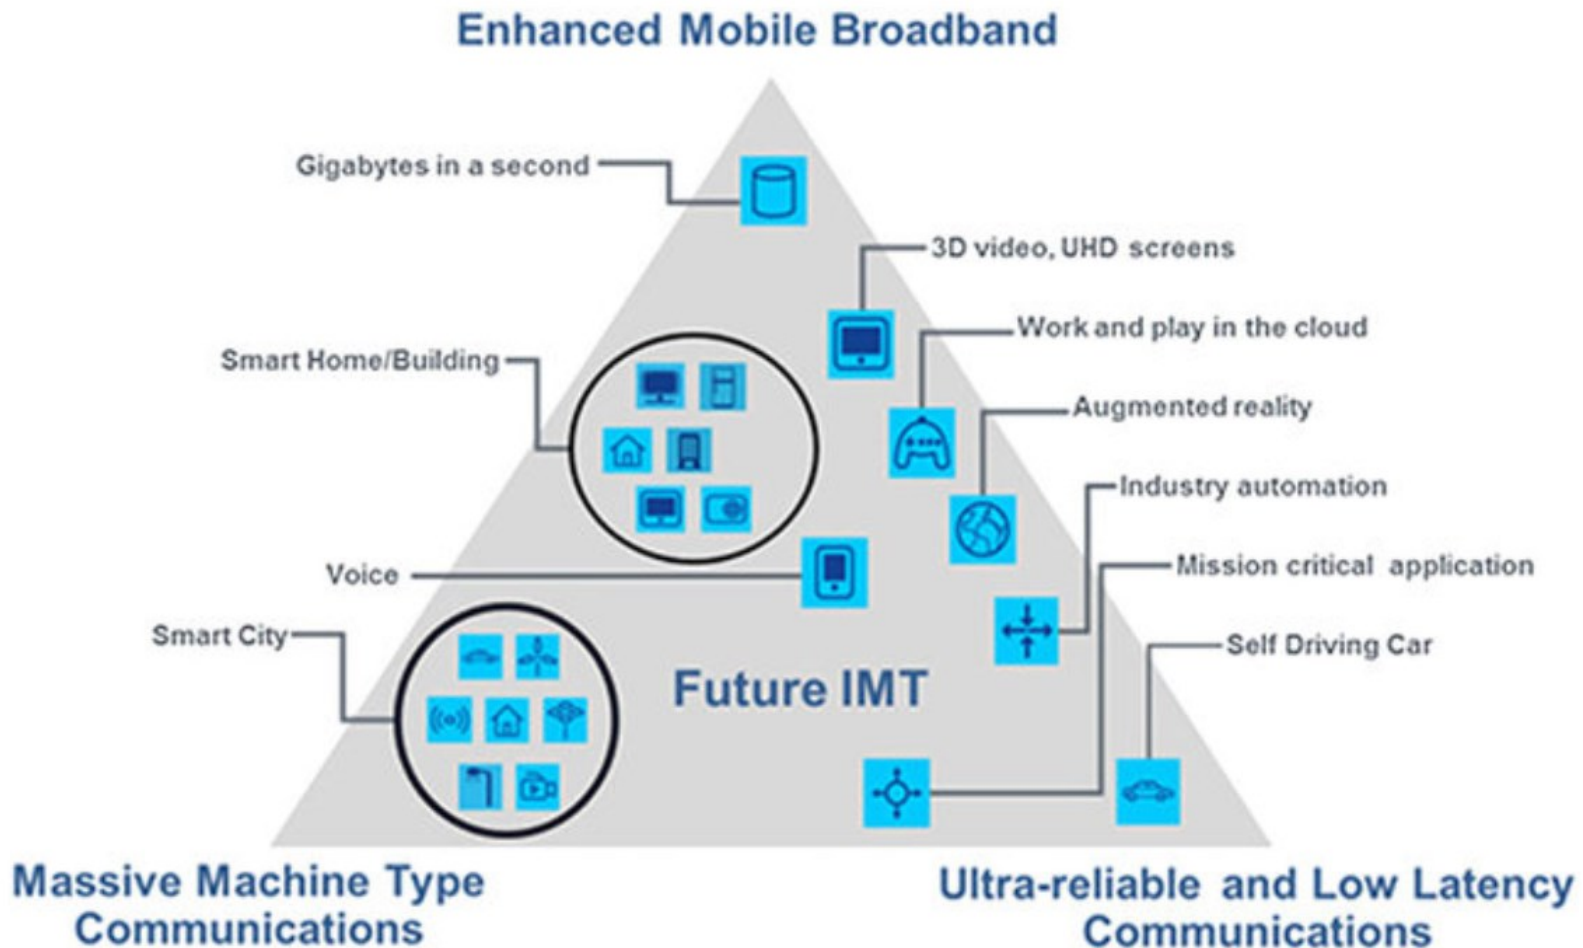 Enhanced Mobile Broadband
Gigabytes in a second
3D video, UHD screens
Work and play in the cloud
Smart Home/Building
Augmented reality
Industry automation
Mission critical application
Voice
Smart City
Self Driving Car
Future IMT
Massive Machine Type
Communications
Ultra-reliable and Low Latency
Communications